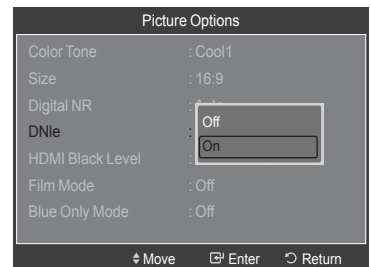 Picture Options
Color Tone : Cool1
Size : 16:9
Digital NR :
DNIe : Off
On
HDMI Black Level :
Film Mode : Off
Blue Only Mode : Off
Move Enter Return